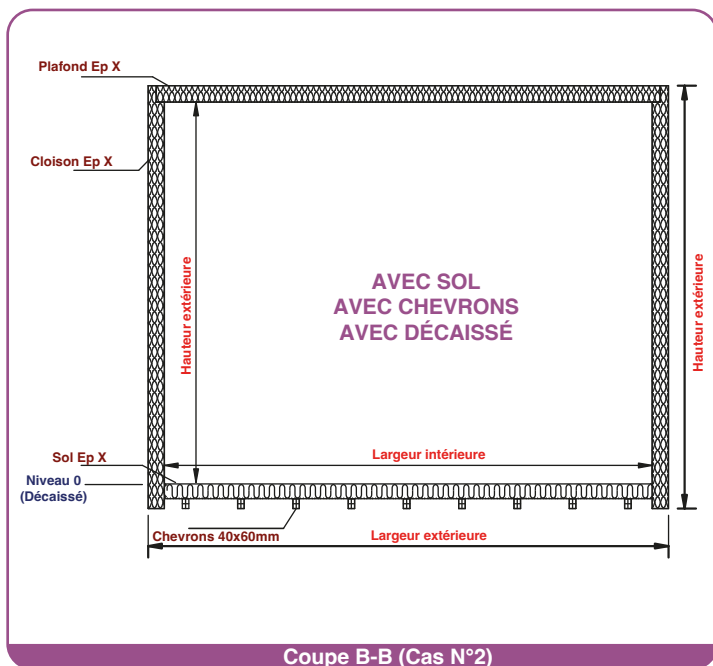 Plafond Ep X
Cloison Ep X
Hauteur extérieure
AVEC SOL
AVEC CHEVRONS
AVEC DÉCAISSÉ
Hauteur extérieure
Sol Ep X
Largeur intérieure
Niveau 0
(Décaissé)
Chevrons 40x60mm
Largeur extérieure
Coupe B-B (Cas N°2)